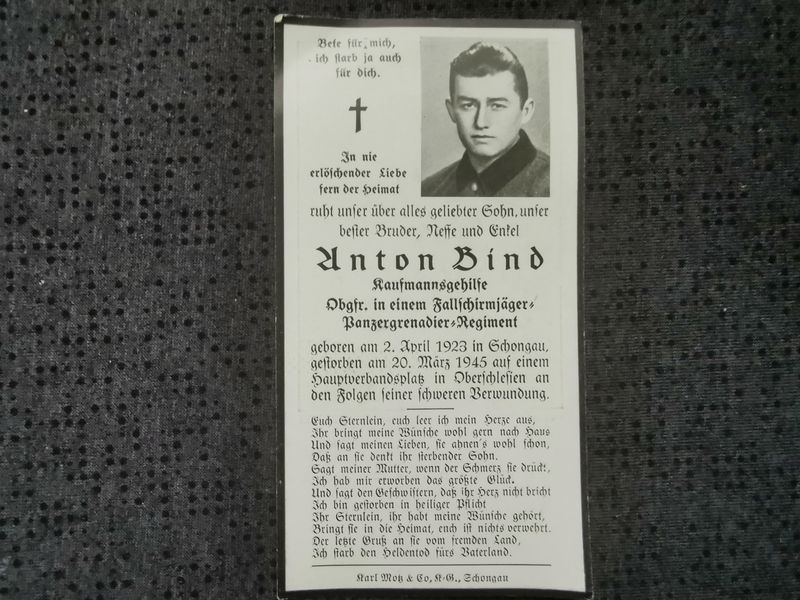 Bete für mich,
ich starb ja auch
für dich.
In nie
erlöschender Liebe
fern der Heimat
ruht unser über alles geliebter Sohn, unser
bester Bruder, Neffe und Enkel
Anton Bind
Kaufmannsgehilfe
Obgfr. in einem Fallschirmjäger-
Panzergrenadier-Regiment
geboren am 2. April 1923 in Schongau,
gestorben am 20. März 1945 auf einem
Hauptverbandsplatz in Oberschlesien an
den Folgen seiner schweren Verwundung.
Euch Sternlein, euch leer ich mein Herze aus,
Ihr bringt meine Wünsche wohl gern nach Haus
Und sagt meinen Lieben, sie ahnen's wohl schon,
Daß an sie denkt ihr sterbender Sohn.
Sagt meiner Mutter, wenn der Schmerz sie drückt,
Ich hab mir erworben das größte Glück.
Und sagt den Geschwistern, daß ihr Herz nicht bricht
Ich bin gestorben in heiliger Pflicht
Ihr Sternlein, ihr habt meine Wünsche gehört,
Bringt sie in die Heimat, euch ist nichts verwehrt.
Der letzte Gruß an sie vom fremden Land,
Ich starb den Heldentod fürs Vaterland.
Karl Motz & Co, K.-G., Schongau